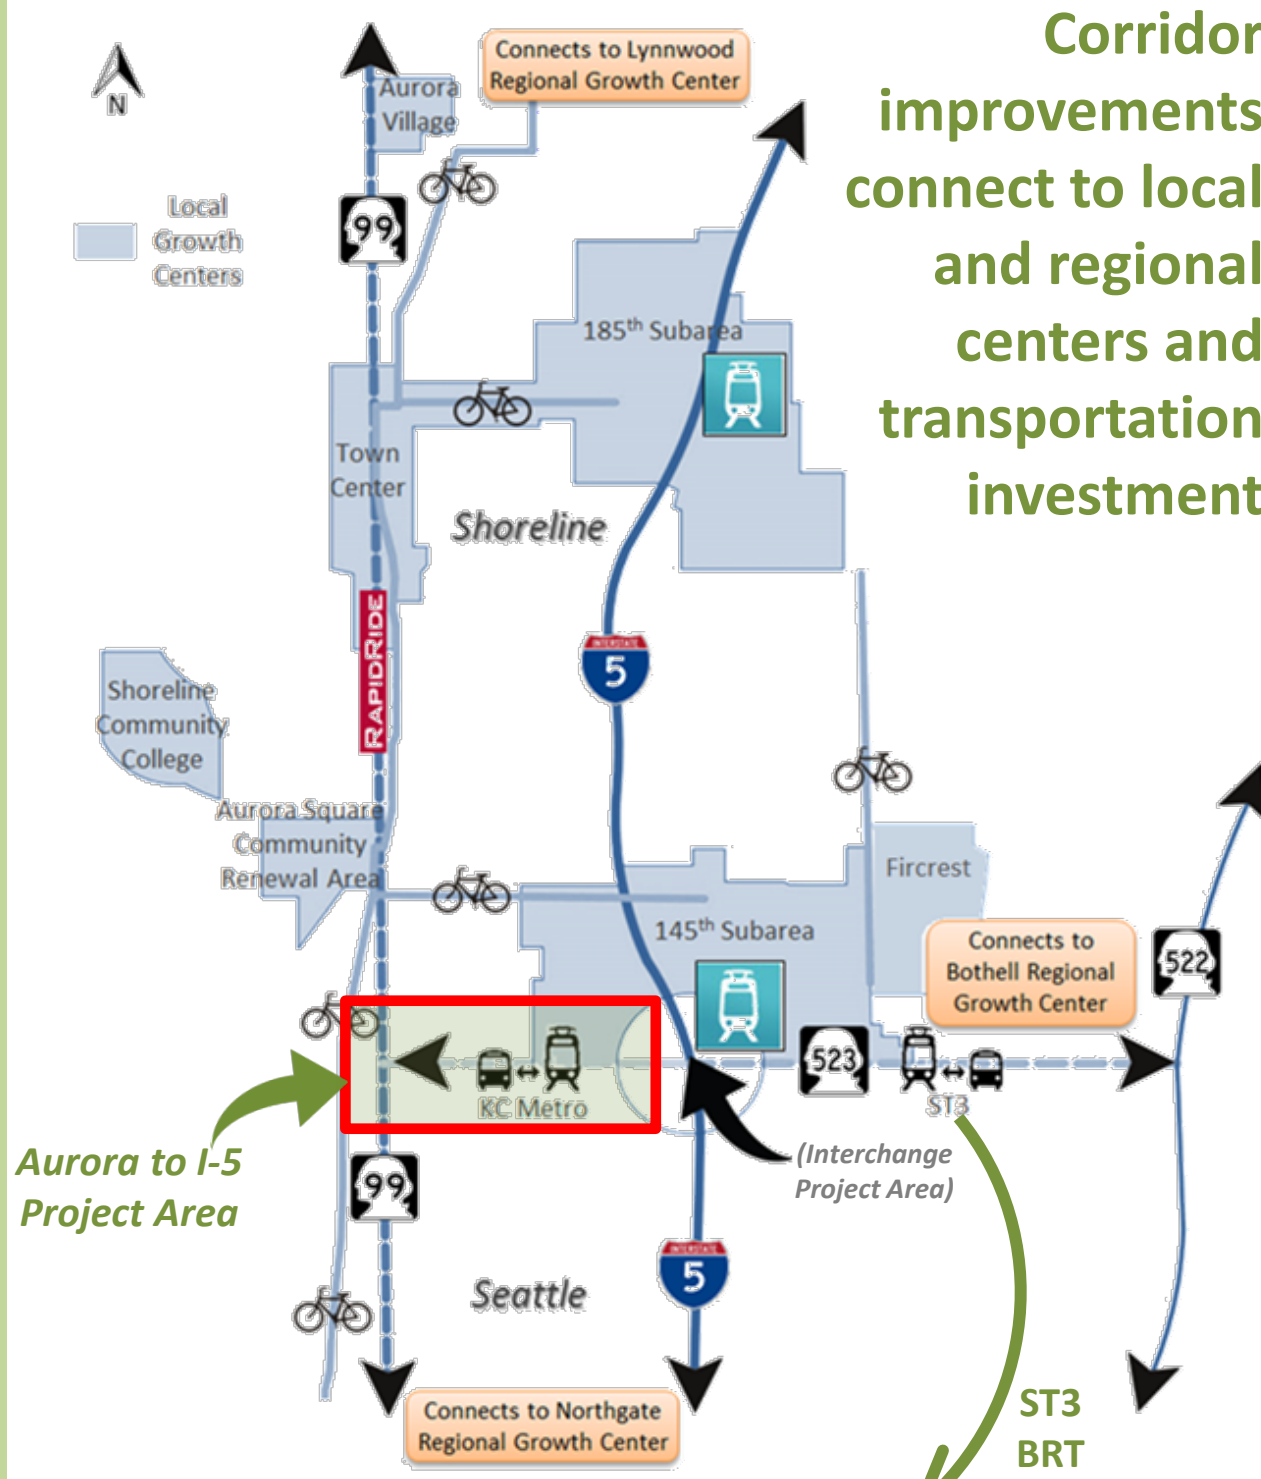 Corridor
improvements
connect to local
and regional
centers and
transportation
investment
Connects to Lynnwood
Regional Growth Center
N
Aurora
Village
99
Local
Growth
Centers
185th Subarea
Town
Center
Shoreline
RAPIDRIDE
INTERSTATE
5
Shoreline
Community
College
Aurora Square
Community
Renewal Area
Fircrest
145th Subarea
Connects to
Bothell Regional
Growth Center
522
523
KC Metro
ST3
Aurora to I-5
Project Area
(Interchange
Project Area)
99
INTERSTATE
5
Seattle
Connects to Northgate
Regional Growth Center
ST3
BRT